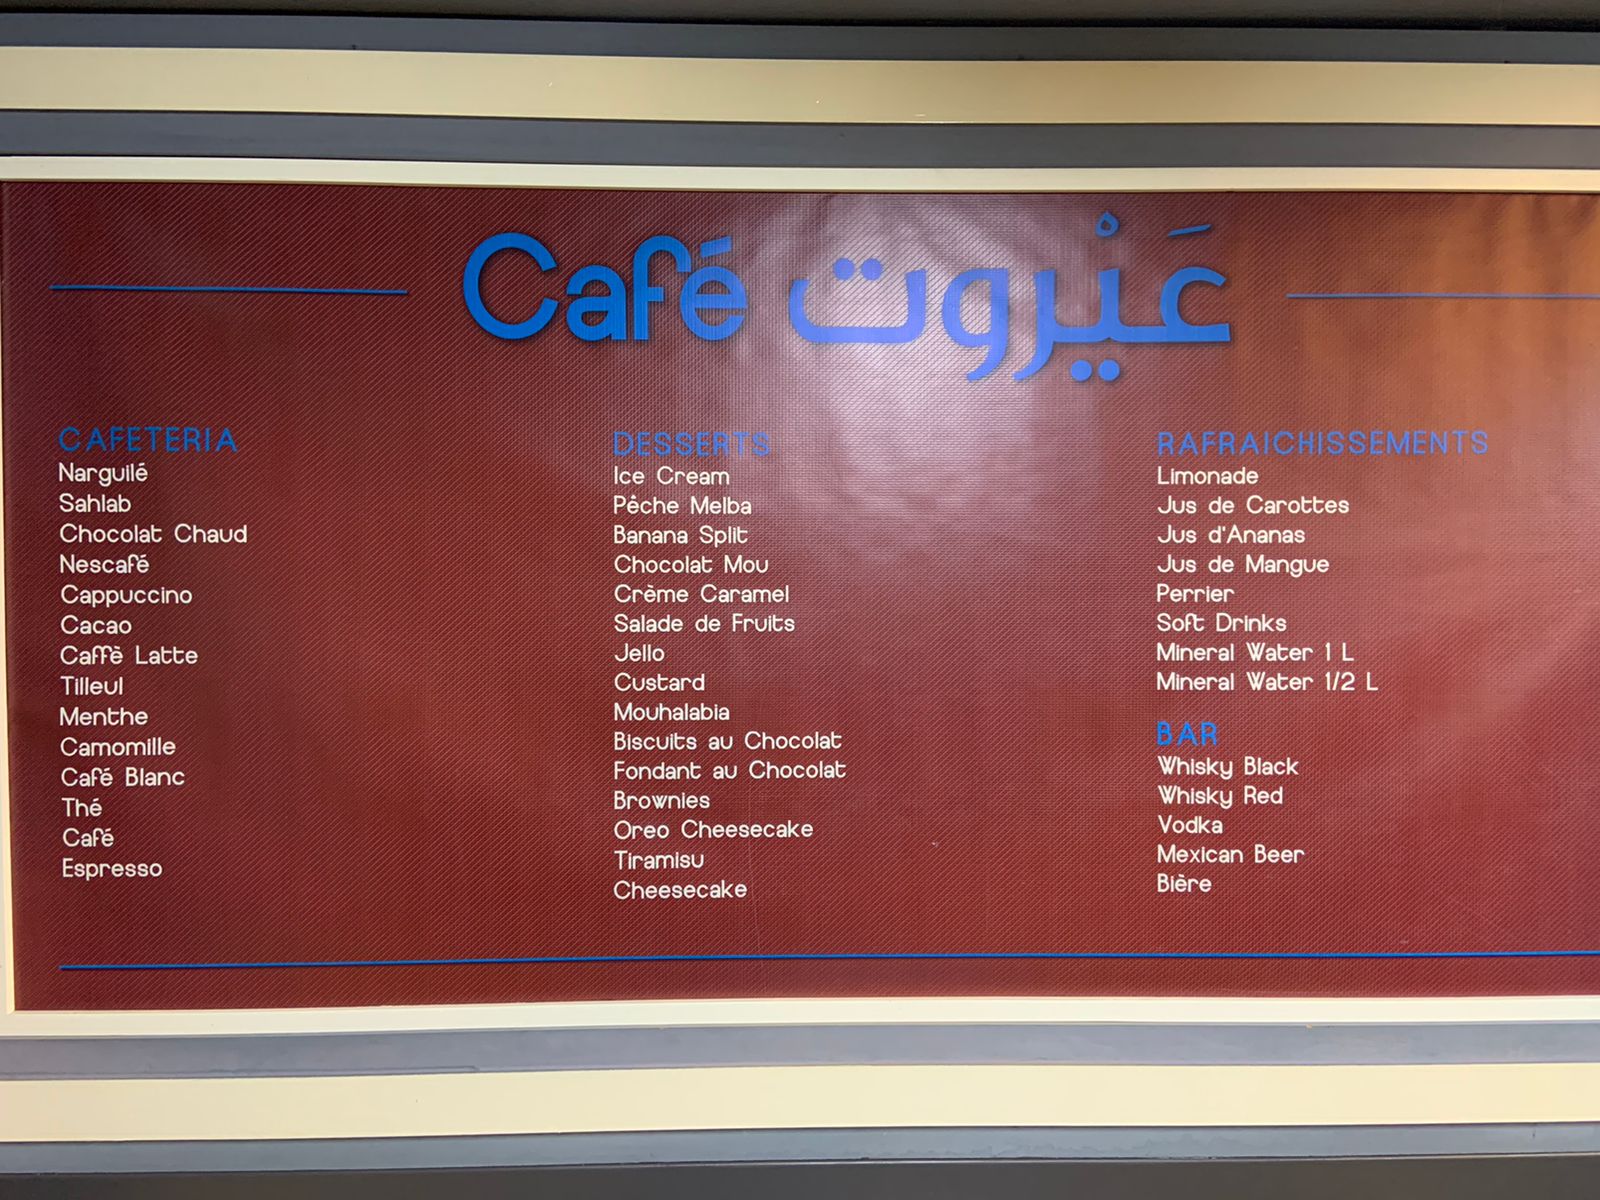 Café عَيْروت
CAFETERIA
Narguilé
Sahlab
Chocolat Chaud
Nescafé
Cappuccino
Cacao
Caffè Latte
Tilleul
Menthe
Camomille
Café Blanc
Thé
Café
Espresso
DESSERTS
Ice Cream
Pêche Melba
Banana Split
Chocolat Mou
Crème Caramel
Salade de Fruits
Jello
Custard
Mouhalabia
Biscuits au Chocolat
Fondant au Chocolat
Brownies
Oreo Cheesecake
Tiramisu
Cheesecake
RAFRAICHISSEMENTS
Limonade
Jus de Carottes
Jus d'Ananas
Jus de Mangue
Perrier
Soft Drinks
Mineral Water 1 L
Mineral Water 1/2 L
BAR
Whisky Black
Whisky Red
Vodka
Mexican Beer
Bière